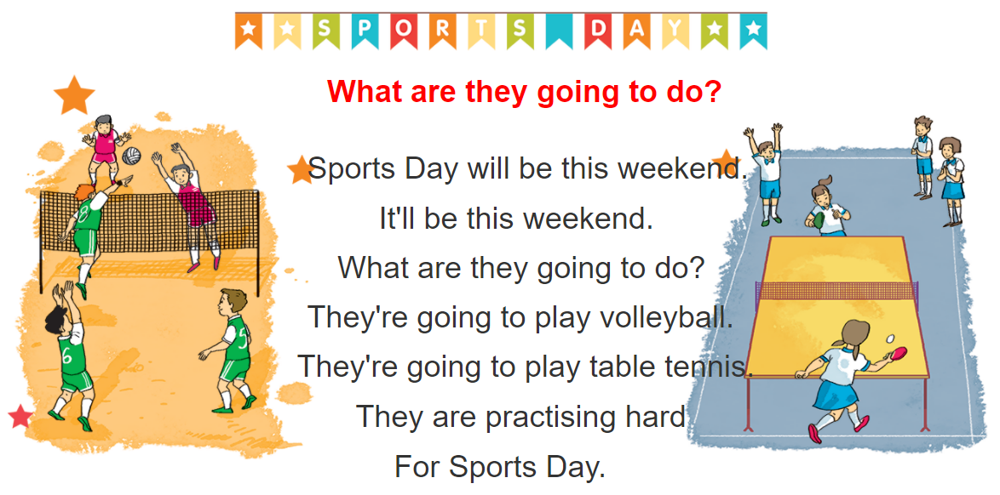 SPORTS DAY
What are they going to do?
Sports Day will be this weekend.
It'll be this weekend.
What are they going to do?
They're going to play volleyball.
They're going to play table tennis.
They are practising hard
For Sports Day.
8
5
6